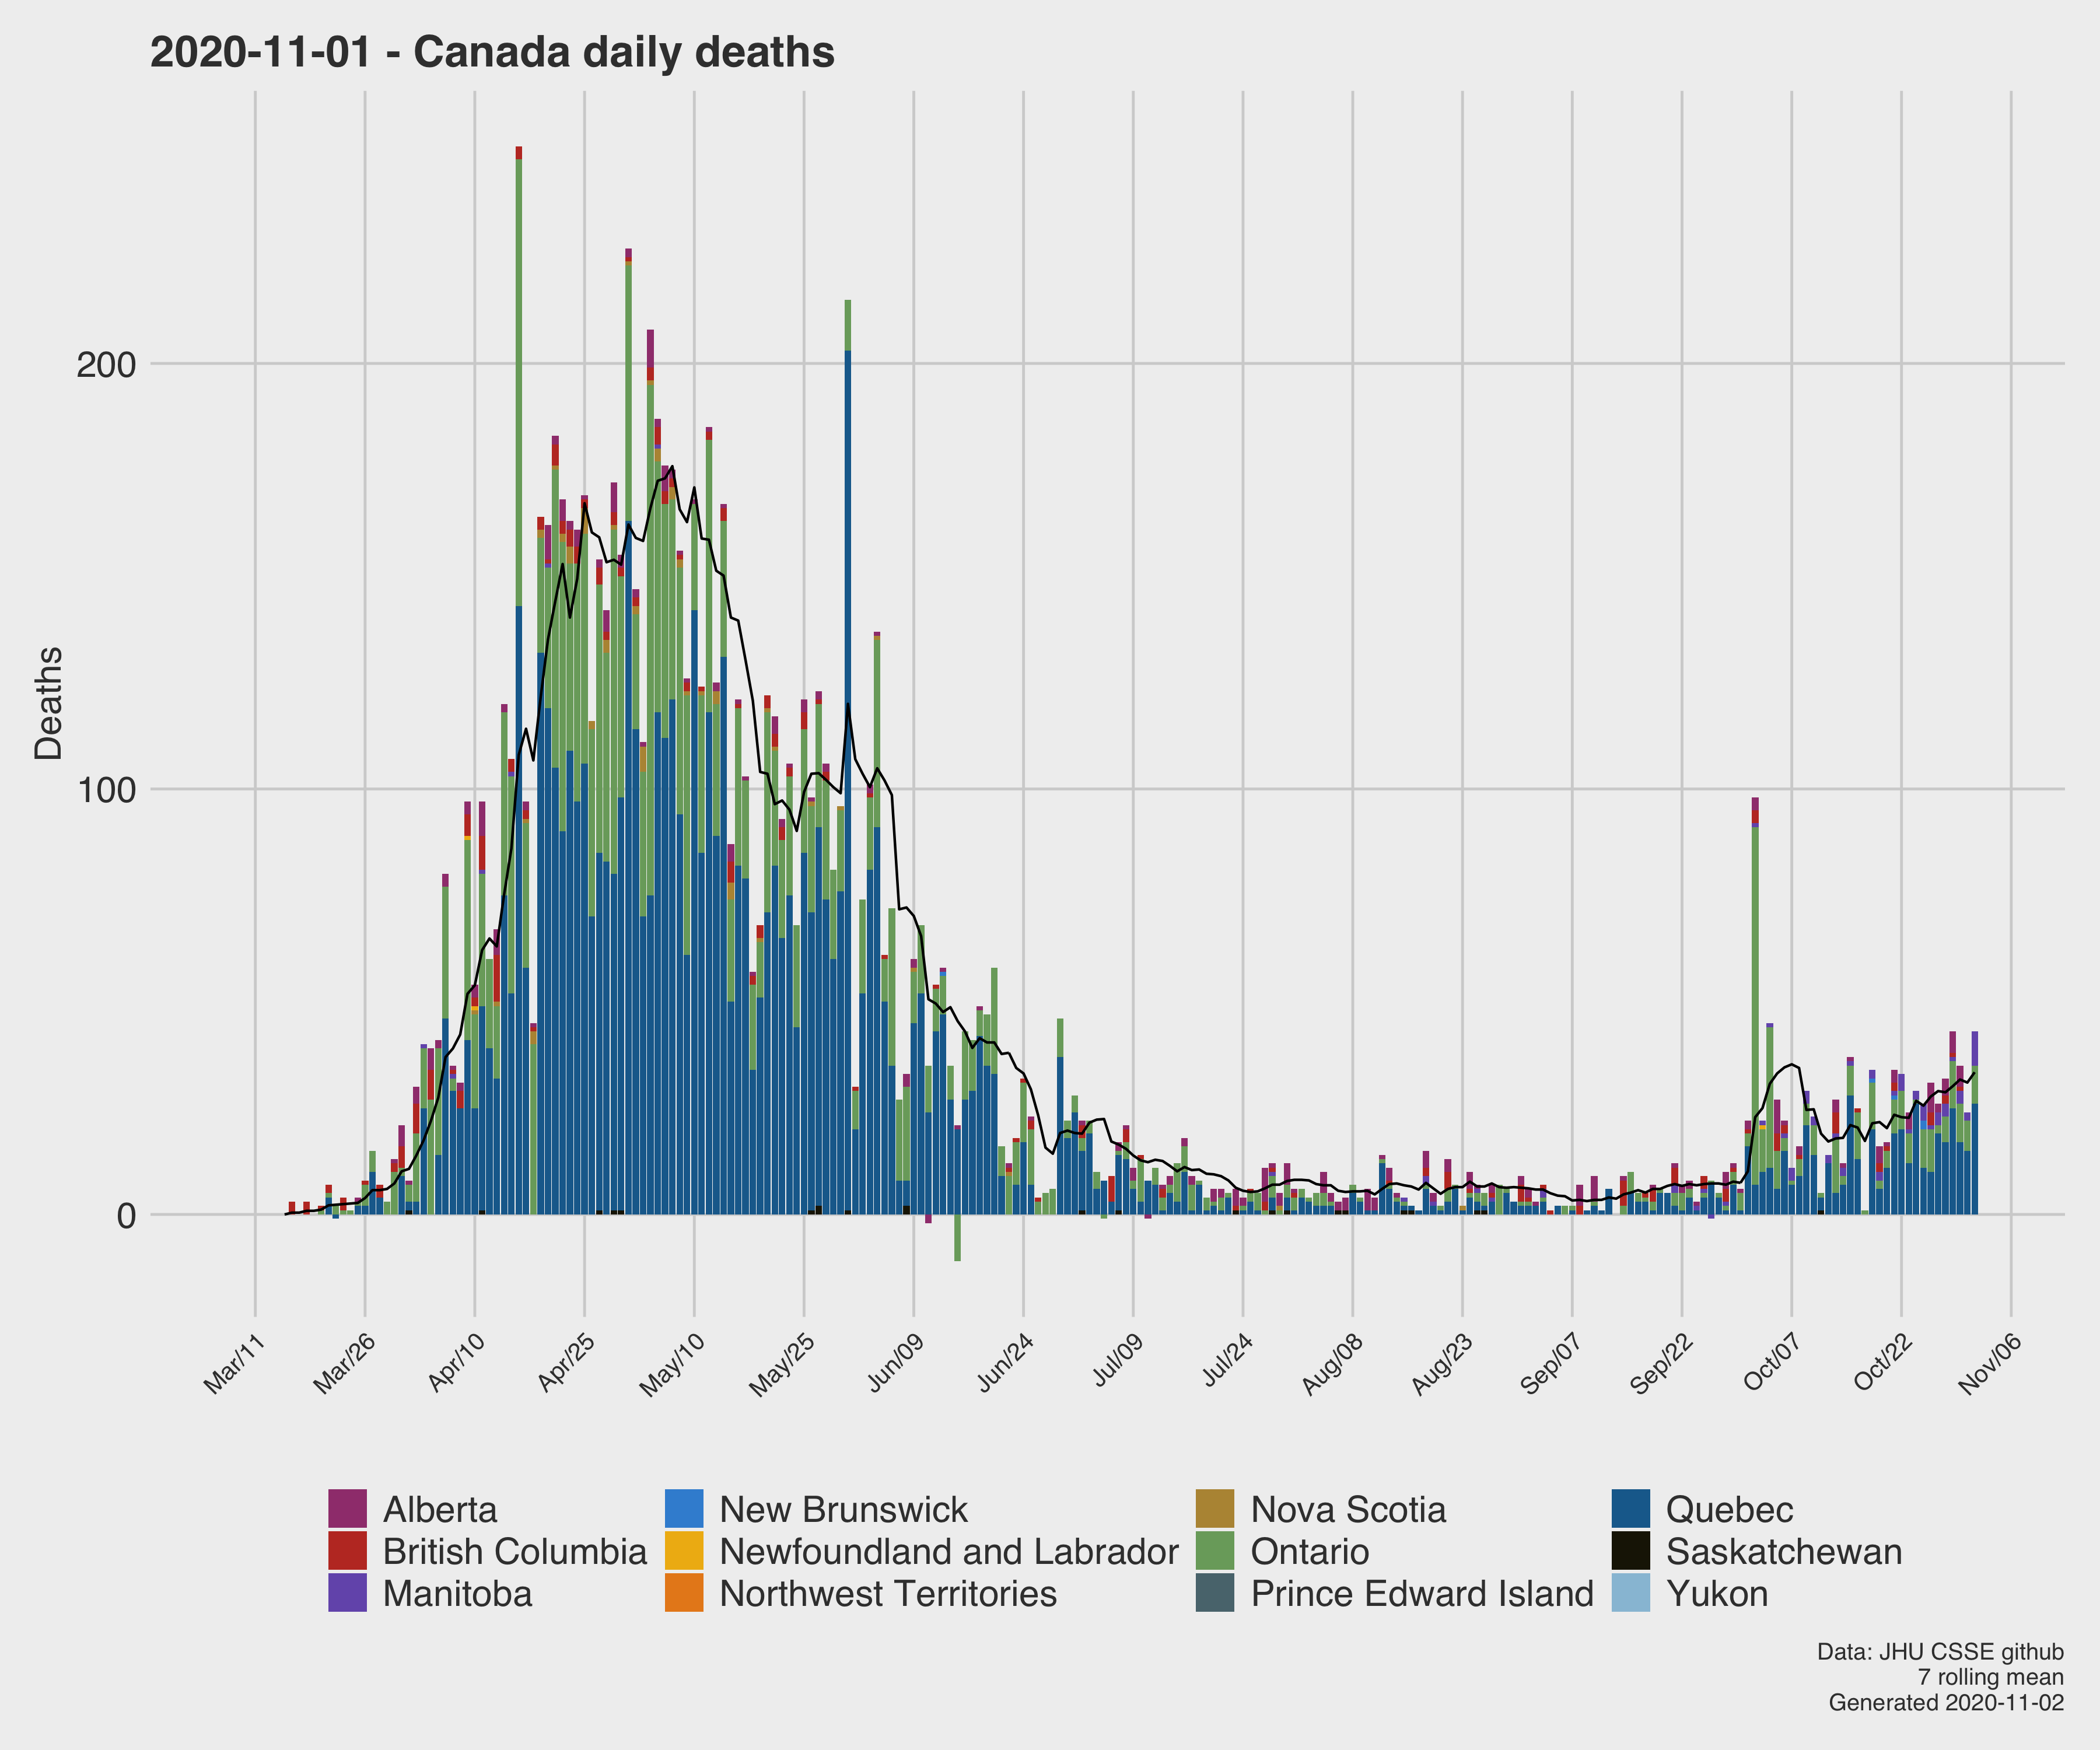 2020-11-01 - Canada daily deaths
Deaths
200
100
0
Mar/11
Mar/26
Apr/10
Apr/25
May/10
May/25
Jun/09
Jun/24
Jul/09
Jul/24
Aug/08
Aug/23
Sep/07
Sep/22
Oct/07
Oct/22
Nov/06
Alberta
New Brunswick
Nova Scotia
Quebec
British Columbia
Newfoundland and Labrador
Ontario
Saskatchewan
Manitoba
Northwest Territories
Prince Edward Island
Yukon
Data: JHU CSSE github
7 rolling mean
Generated 2020-11-02